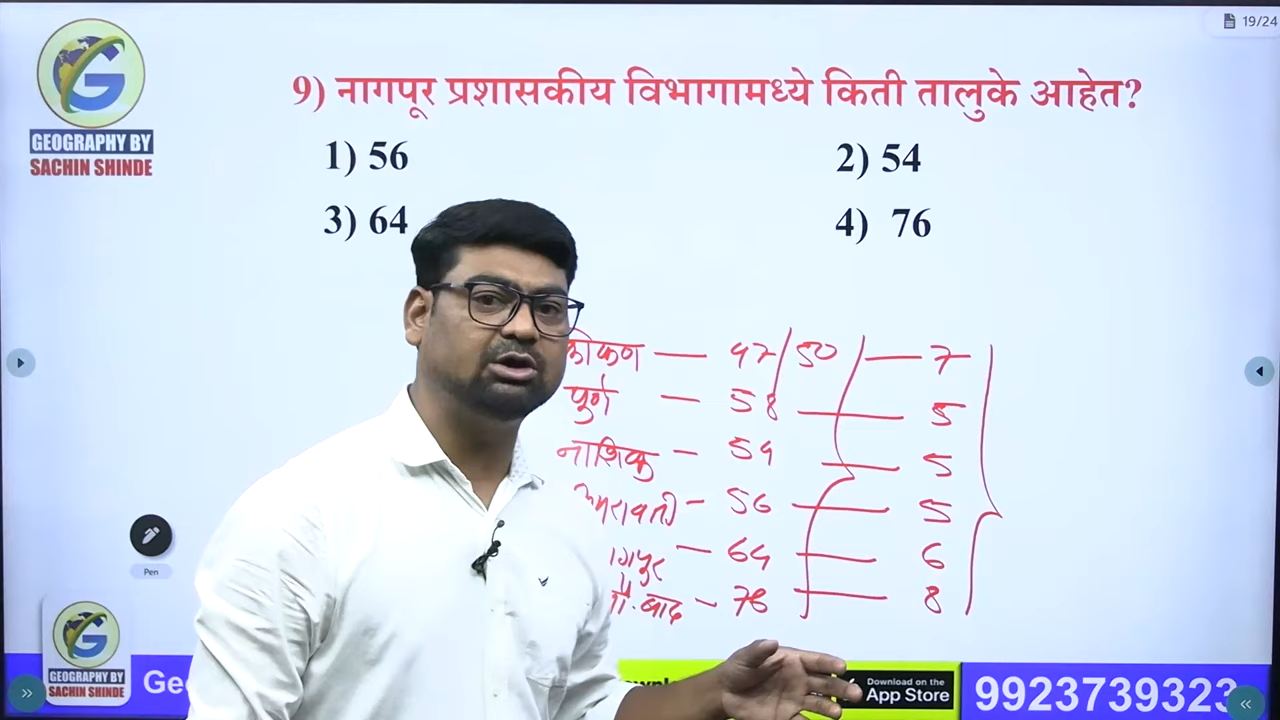 19/24
G
GEOGRAPHY BY
SACHIN SHINDE
9) नागपूर प्रशासकीय विभागामध्ये किती तालुके आहेत?
1) 56
2) 54
3) 64
4) 76
कोकण — 47/50 — 7
पुणे — 58 — 5
नाशिक — 54 — 5
अमरावती — 56 — 5
— 64 — 6
बाद — 76 — 8
Pen
G
GEOGRAPHY BY
SACHIN SHINDE
Download on the
App Store